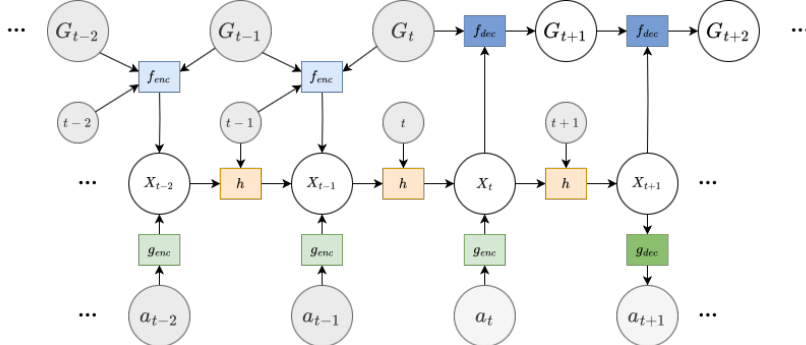 ... G_{t-2} G_{t-1} G_t f_{dec} G_{t+1} f_{dec} G_{t+2} ...
f_{enc} f_{enc}
t-2 t-1 t t+1
... X_{t-2} h X_{t-1} h X_t h X_{t+1} ...
g_{enc} g_{enc} g_{enc} g_{dec}
... a_{t-2} a_{t-1} a_t a_{t+1} ...